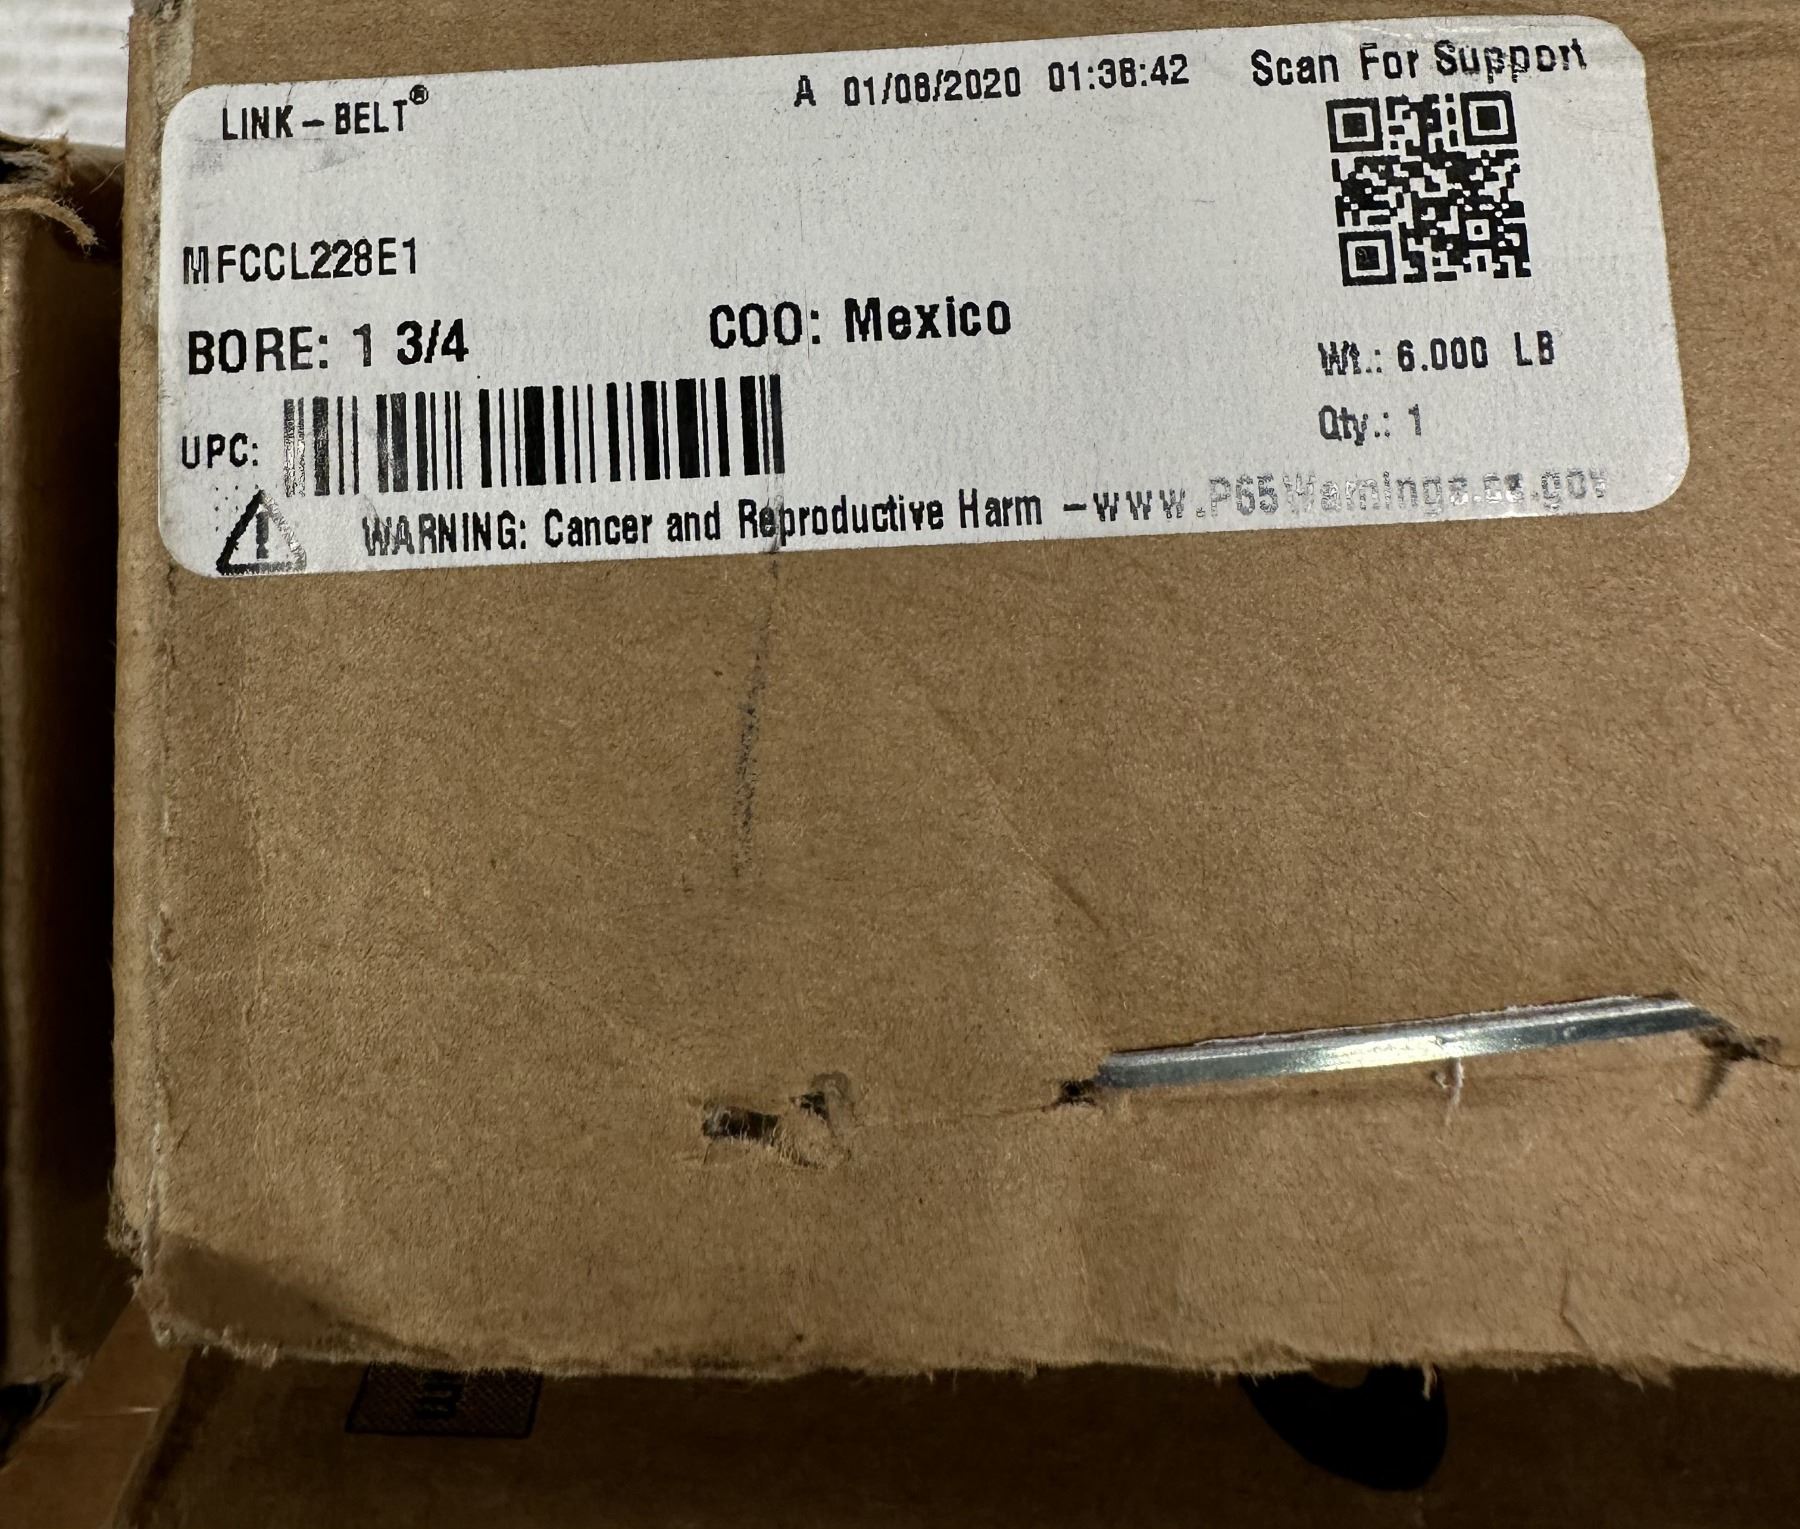 LINK-BELT®
A 01/08/2020 01:38:42
Scan For Support
MFCCL228E1
BORE: 1 3/4
COO: Mexico
Wt.: 6.000 LB
Qty.: 1
UPC:
WARNING: Cancer and Reproductive Harm -www.P65Warnings.ca.gov